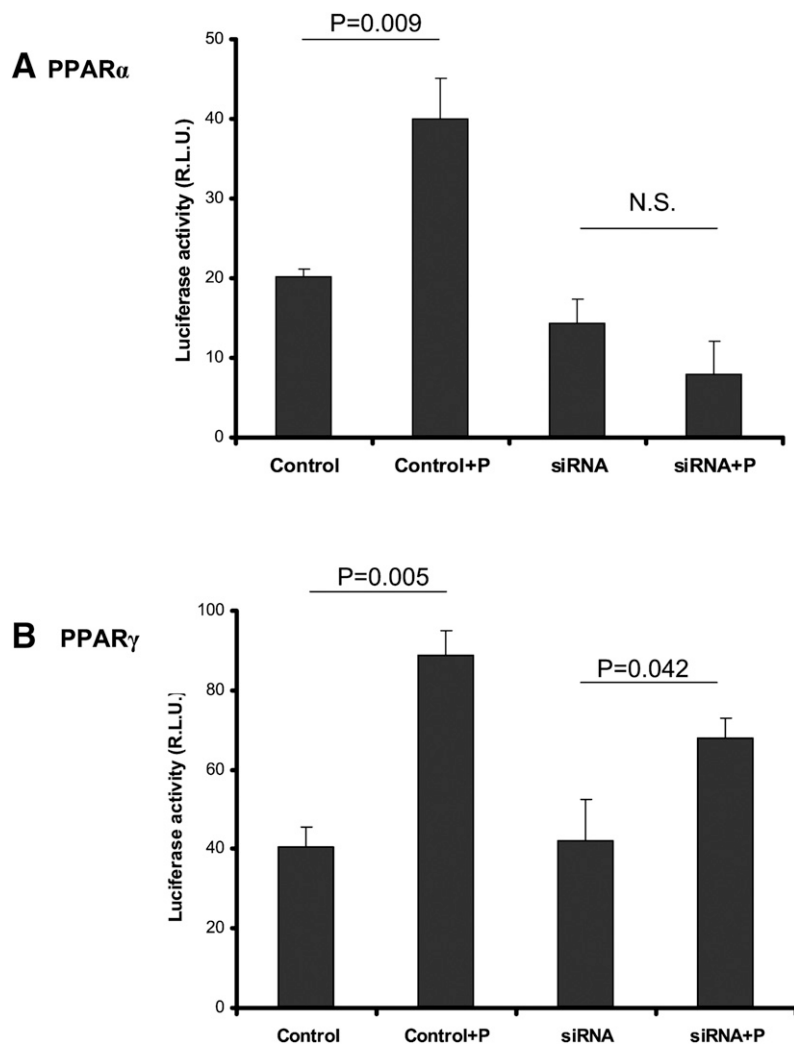 P=0.009
A PPARα
50
40
30
20
10
0
Luciferase activity (R.L.U.)
N.S.
Control
Control+P
siRNA
siRNA+P
P=0.005
B PPARγ
100
80
60
40
20
0
Luciferase activity (R.L.U.)
P=0.042
Control
Control+P
siRNA
siRNA+P